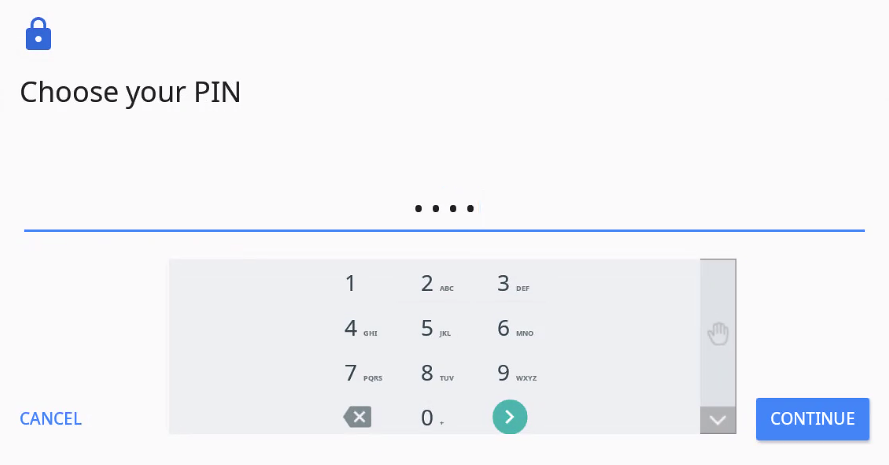 Choose your PIN
• • • •
1 2 ABC 3 DEF
4 GHI 5 JKL 6 MNO
7 PQRS 8 TUV 9 WXYZ
0 +
CANCEL CONTINUE